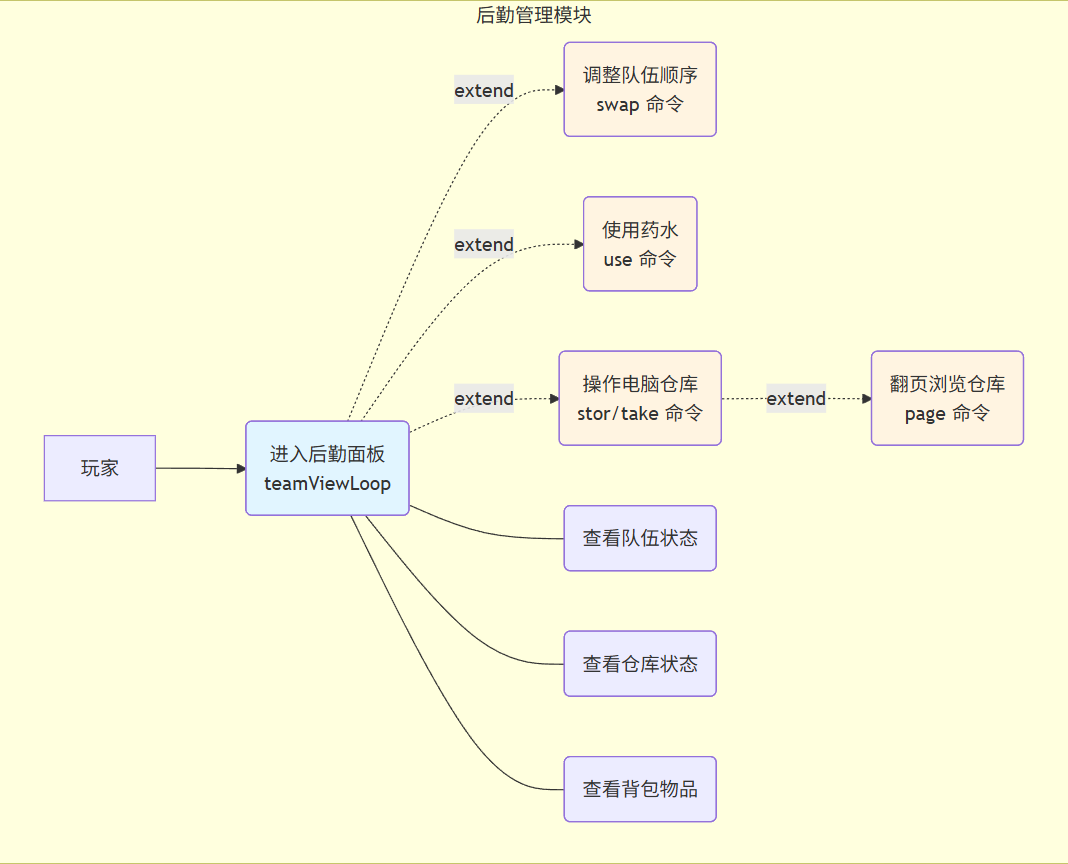 后勤管理模块
extend
调整队伍顺序
swap 命令
extend
使用药水
use 命令
extend
操作电脑仓库
stor/take 命令
extend
翻页浏览仓库
page 命令
玩家
进入后勤面板
teamViewLoop
查看队伍状态
查看仓库状态
查看背包物品